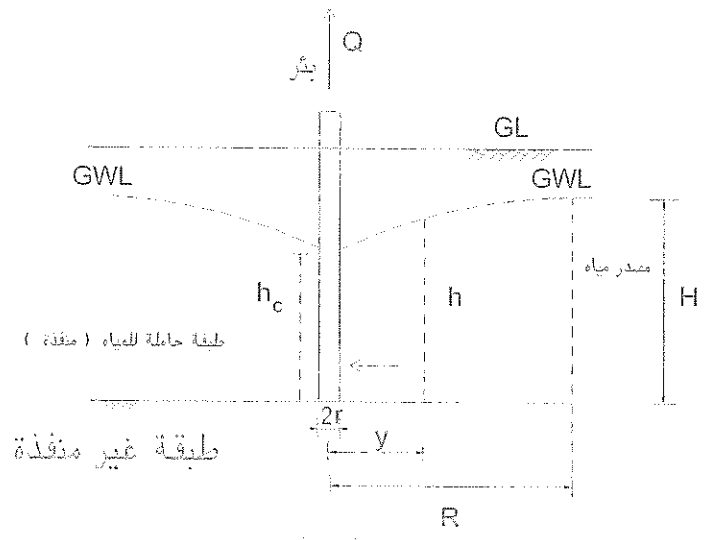 Q
بئر
GL
GWL
GWL
مصدر مياه
h_c
h
H
طبقة حاملة للمياه ( منفذة )
2r
طبقة غير منفذة
y
R